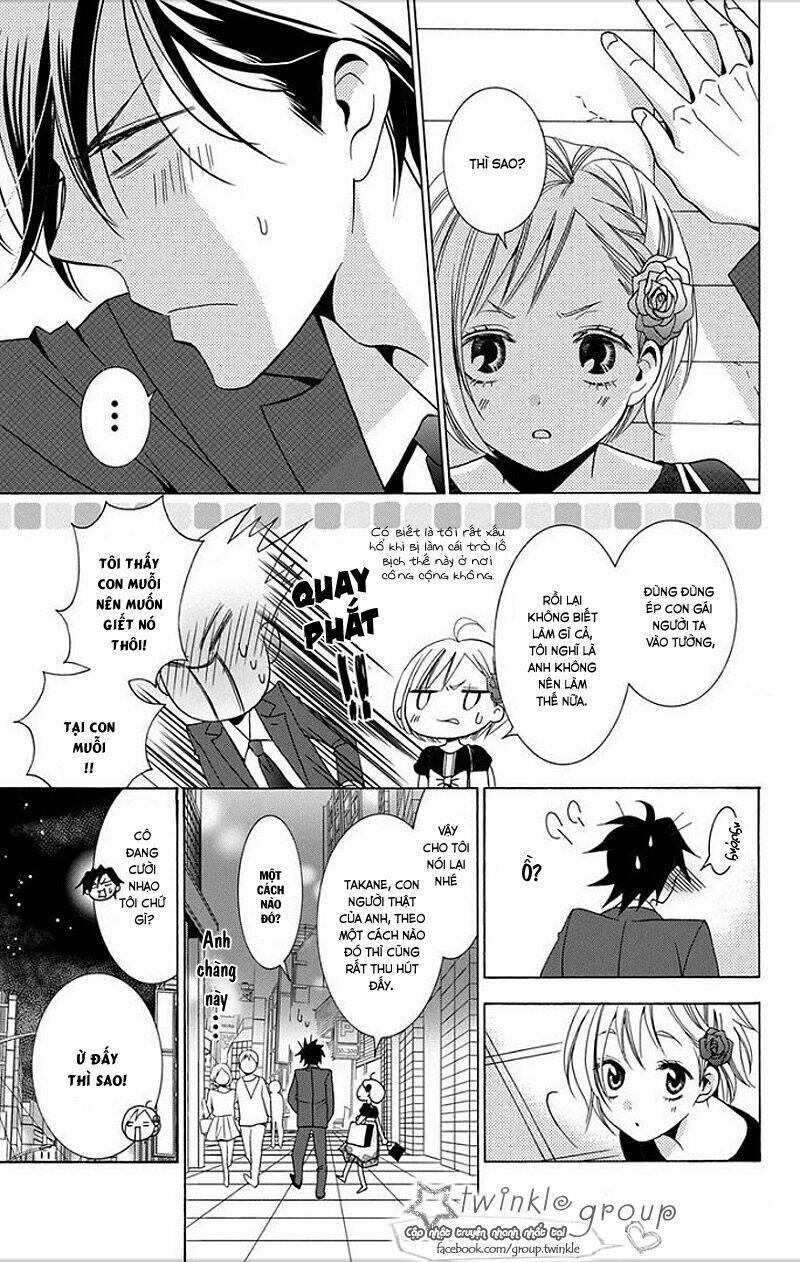 THÌ SAO?
...
ĐÙNG ĐÙNG
ÉP CON GÁI
NGƯỜI TA
VÀO TƯỜNG,
RỒI LẠI
KHÔNG BIẾT
LÀM GÌ CẢ,
TÔI NGHĨ LÀ
ANH KHÔNG
NÊN LÀM
THẾ NỮA.
Có biết là tôi rất xấu
hổ khi bị làm cái trò lố
bịch thế này ở nơi
công cộng không.
QUAY
PHẮT
!!
TÔI THẤY
CON MUỖI
NÊN MUỐN
GIẾT NÓ
THÔI!
TẠI CON
MUỖI
!!
Ồ?
VẬY
CHO TÔI
NÓI LẠI
NHÉ
TAKANE, CON
NGƯỜI THẬT
CỦA ANH, THEO
MỘT CÁCH NÀO
ĐÓ THÌ CŨNG
RẤT THU HÚT
ĐẤY.
MỘT
CÁCH
NÀO
ĐÓ?
Anh
chàng
này
...
CÔ
ĐANG
CƯỜI
NHẠO
TÔI CHỨ
GÌ?
Ừ ĐẤY
THÌ SAO!
twinkle group
Cập nhật truyện nhanh nhất tại
facebook.com/group.twinkle